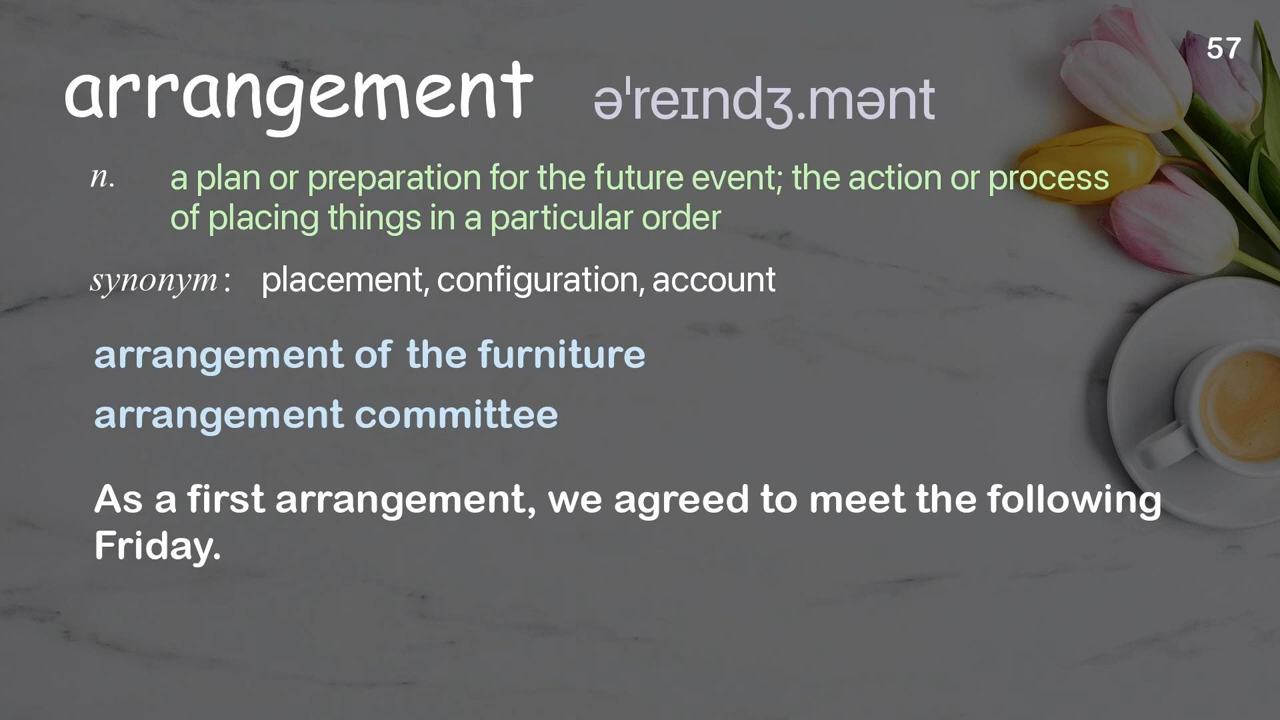 57
arrangement əˈreɪndʒ.mənt
n. a plan or preparation for the future event; the action or process
of placing things in a particular order
synonym: placement, configuration, account
arrangement of the furniture
arrangement committee
As a first arrangement, we agreed to meet the following
Friday.